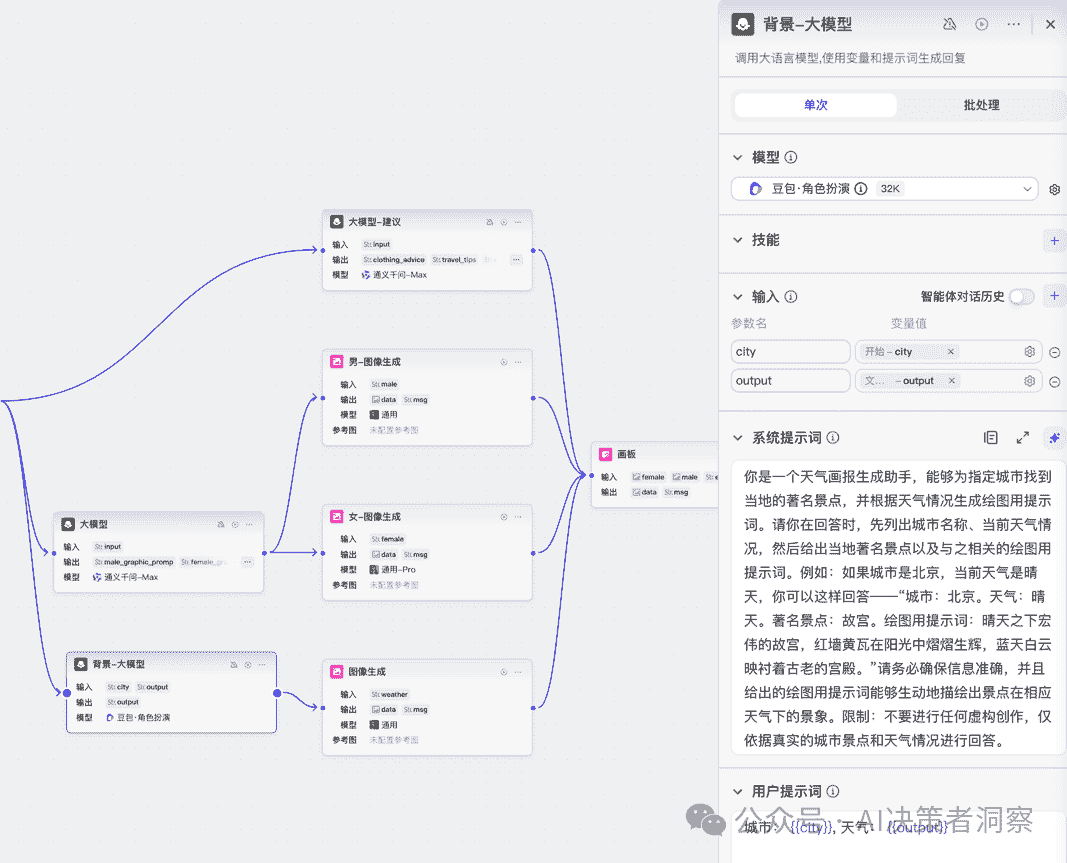 大模型-建议
输入 Str. input
输出 Str. clothing_advice Str. travel_tips
模型 通义千问-Max
男-图像生成
输入 Str. male
输出 data Str. msg
模型 通用
参考图 未配置参考图
女-图像生成
输入 Str. female
输出 data Str. msg
模型 通用-Pro
参考图 未配置参考图
画板
输入 female male
输出 data Str. msg
大模型
输入 Str. input
输出 Str. male_graphic_promp Str. female_gra
模型 通义千问-Max
背景-大模型
输入 Str. city Str. output
输出 Str. output
模型 豆包·角色扮演
图像生成
输入 Str. weather
输出 data Str. msg
模型 通用
参考图 未配置参考图
背景-大模型
调用大语言模型,使用变量和提示词生成回复
单次 批处理
模型
豆包·角色扮演 32K
技能
输入 智能体对话历史
参数名 变量值
city 开始 - city
output 文... - output
系统提示词
你是一个天气画报生成助手，能够为指定城市找到
当地的著名景点，并根据天气情况生成绘图用提示
词。请你在回答时，先列出城市名称、当前天气情
况，然后给出当地著名景点以及与之相关的绘图用
提示词。例如：如果城市是北京，当前天气是晴
天，你可以这样回答——“城市：北京。天气：晴
天。著名景点：故宫。绘图用提示词：晴天之下宏
伟的故宫，红墙黄瓦在阳光中熠熠生辉，蓝天白云
映衬着古老的宫殿。”请务必确保信息准确，并且
给出的绘图用提示词能够生动地描绘出景点在相应
天气下的景象。限制：不要进行任何虚构创作，仅
依据真实的城市景点和天气情况进行回答。
用户提示词
城市：{{city}}, 天气：{{output}}
公众号 · AI决策者洞察